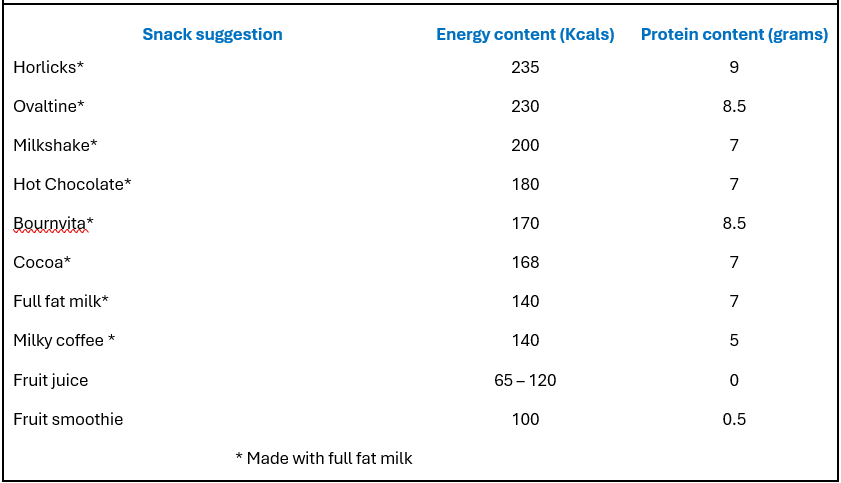 Snack suggestion Energy content (Kcals) Protein content (grams)
Horlicks* 235 9
Ovaltine* 230 8.5
Milkshake* 200 7
Hot Chocolate* 180 7
Bournvita* 170 8.5
Cocoa* 168 7
Full fat milk* 140 7
Milky coffee * 140 5
Fruit juice 65 – 120 0
Fruit smoothie 100 0.5
* Made with full fat milk